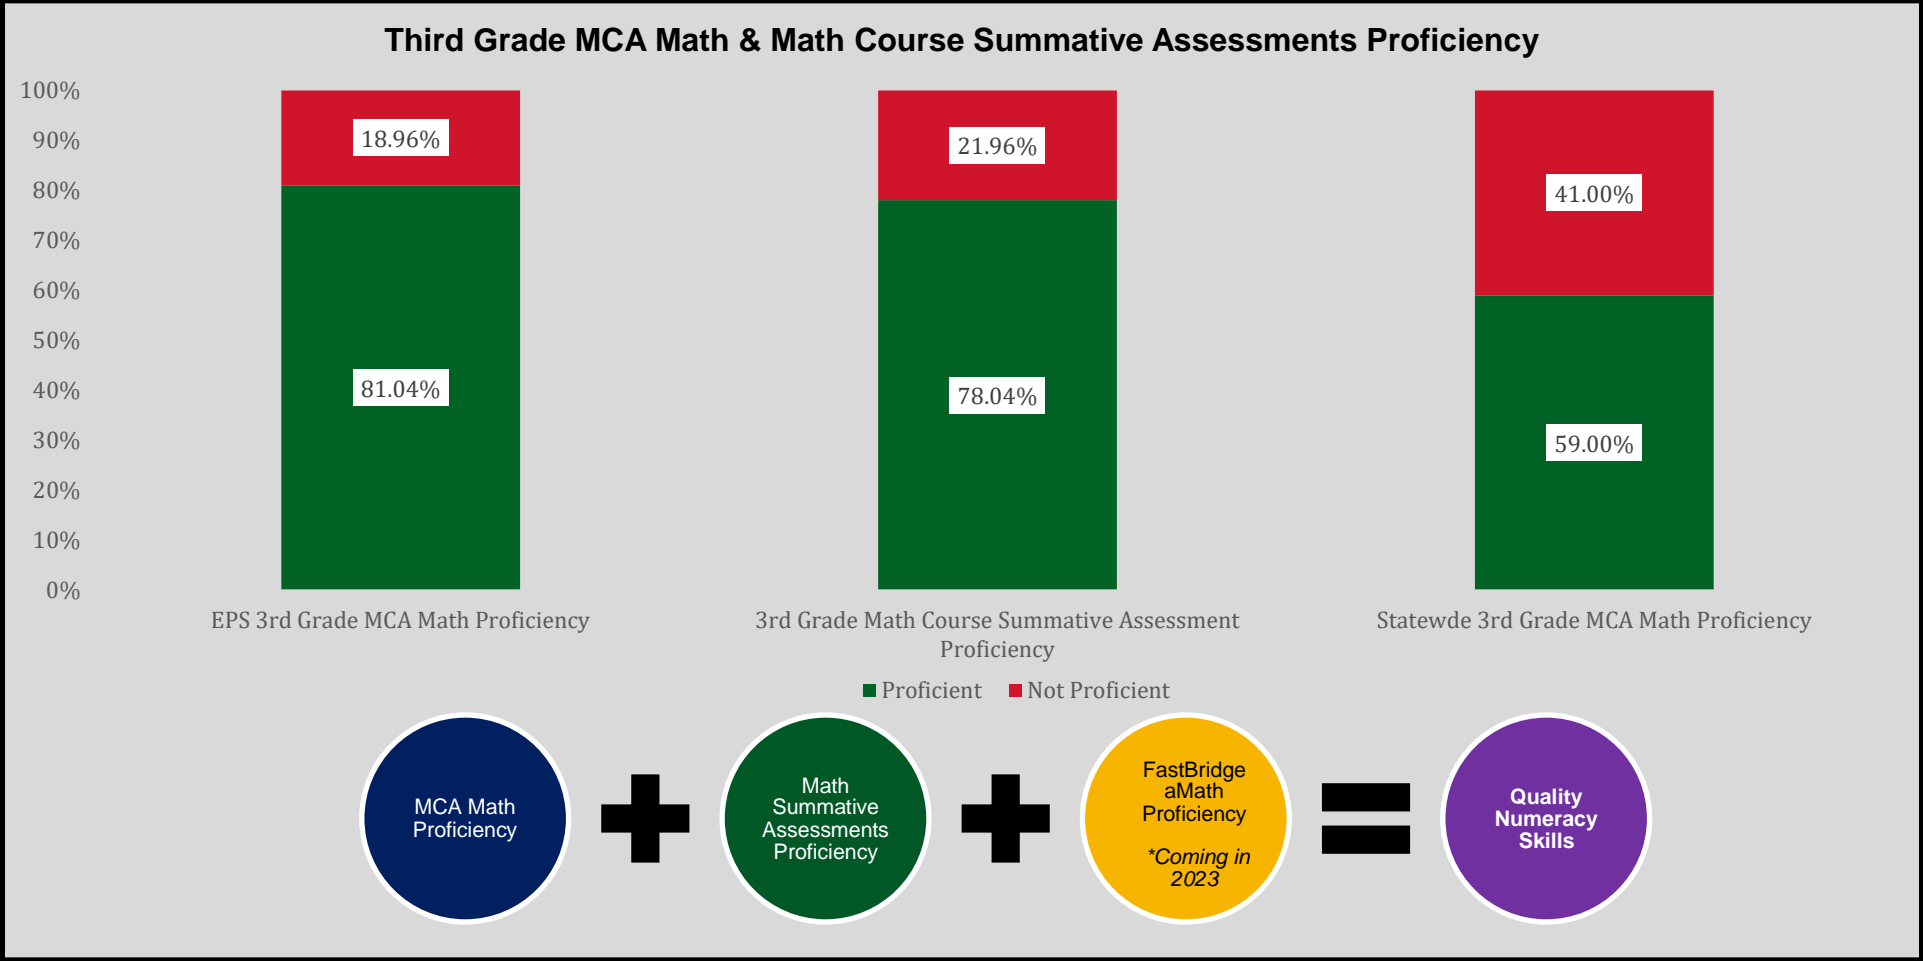 Third Grade MCA Math & Math Course Summative Assessments Proficiency
100%
90%
80%
70%
60%
50%
40%
30%
20%
10%
0%
18.96%
81.04%
21.96%
78.04%
41.00%
59.00%
EPS 3rd Grade MCA Math Proficiency
3rd Grade Math Course Summative Assessment
Proficiency
Statewde 3rd Grade MCA Math Proficiency
Proficient
Not Proficient
MCA Math
Proficiency
Math
Summative
Assessments
Proficiency
FastBridge
aMath
Proficiency
*Coming in
2023
Quality
Numeracy
Skills